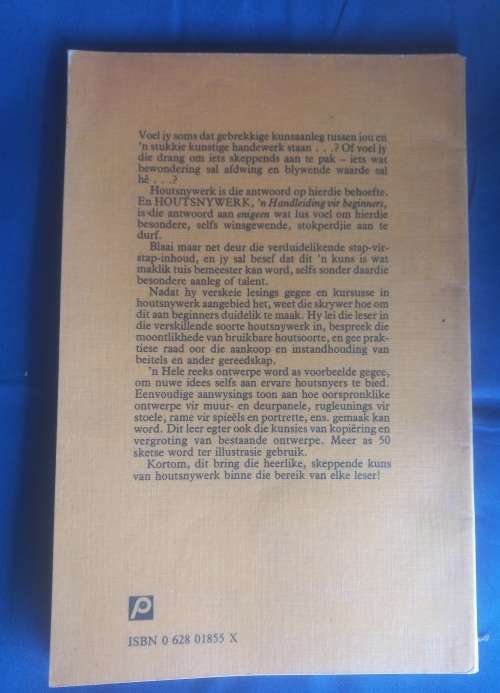 Voel jy soms dat gebrekkige kunsaanleg tussen jou en
'n stukkie kunstige handewerk staan . . .? Of voel jy
die drang om iets skeppends aan te pak – iets wat
bewondering sal afdwing en blywende waarde sal
hê . . .?
Houtsnywerk is die antwoord op hierdie behoefte.
En HOUTSNYWERK, 'n Handleiding vir beginners,
is die antwoord aan enigeen wat lus voel om hierdie
besondere, selfs winsgewende, stokperdjie aan te
durf.
Blaai maar net deur die verduidelikende stap-vir-
stap-inhoud, en jy sal besef dat dit 'n kuns is wat
maklik tuis bemeester kan word, selfs sonder daardie
besondere aanleg of talent.
Nadat hy verskeie lesings gegee en kursusse in
houtsnywerk aangebied het, weet die skrywer hoe om
dit aan beginners duidelik te maak. Hy lei die leser in
die verskillende soorte houtsnywerk in, bespreek die
moontlikhede van bruikbare houtsoorte, en gee prak-
tiese raad oor die aankoop en instandhouding van
beitels en ander gereedskap.
'n Hele reeks ontwerpe word as voorbeelde gegee,
om nuwe idees selfs aan ervare houtsnyers te bied.
Eenvoudige aanwysings toon aan hoe oorspronklike
ontwerpe vir muur- en deurpanele, rugleunings vir
stoele, rame vir spieëls en portrette, ens. gemaak kan
word. Dit leer egter ook die kunsies van kopiëring en
vergroting van bestaande ontwerpe. Meer as 50
sketse word ter illustrasie gebruik.
Kortom, dit bring die heerlike, skeppende kuns
van houtsnywerk binne die bereik van elke leser!
ISBN 0 628 01855 X